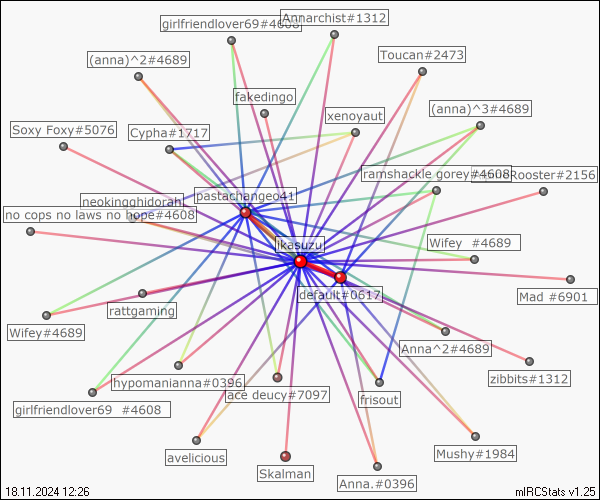 girlfriendlover69#4608
Annarchist#1312
(anna)^2#4689
Toucan#2473
fakedingo
xenoyaut
(anna)^3#4689
Soxy Foxy#5076
Cypha#1717
ramshackle gorey#4608
Rooster#2156
neokingghidorah
pastachangeo41
no cops no laws no hope#4608
ikasuzu
Wifey  #4689
default#0617
Mad #6901
rattgaming
Wifey#4689
Anna^2#4689
hypomanianna#0396
ace deucy#7097
zibbits#1312
girlfriendlover69  #4608
frisout
avelicious
Mushy#1984
Skalman
Anna.#0396
18.11.2024 12:26
mIRCStats v1.25